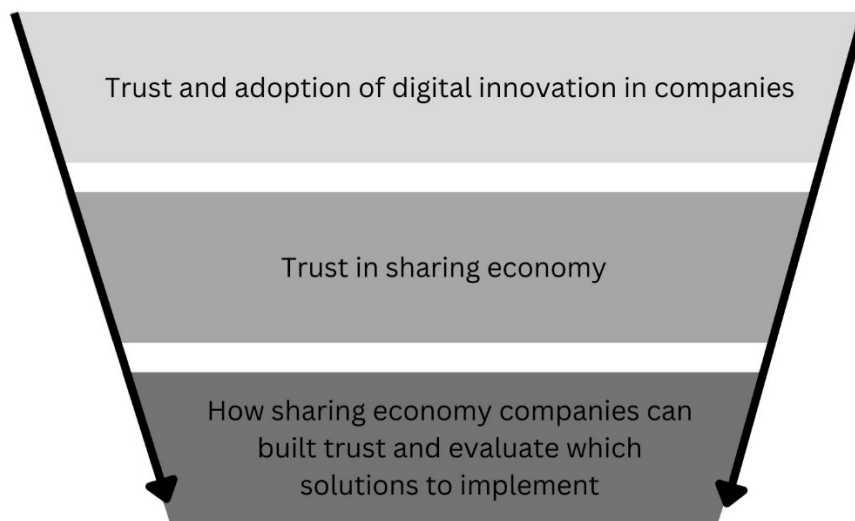 Trust and adoption of digital innovation in companies
Trust in sharing economy
How sharing economy companies can
built trust and evaluate which
solutions to implement